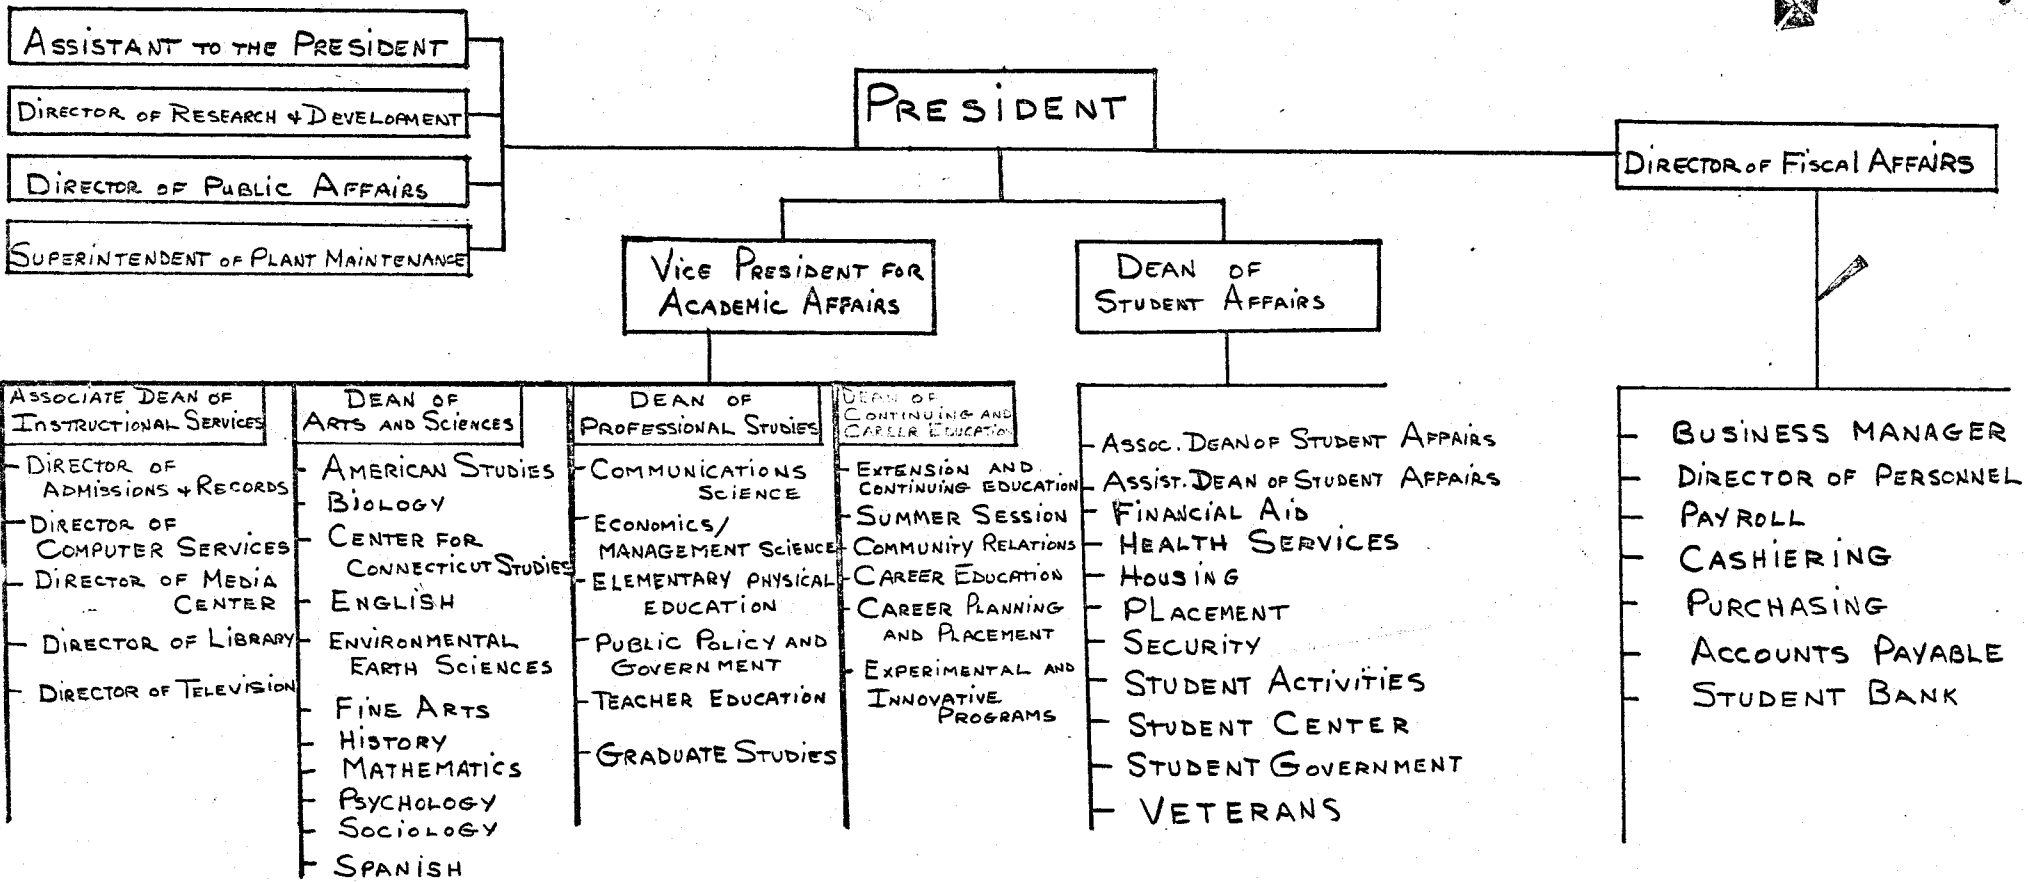 ASSISTANT TO THE PRESIDENT
DIRECTOR OF RESEARCH & DEVELOPMENT
DIRECTOR OF PUBLIC AFFAIRS
SUPERINTENDENT OF PLANT MAINTENANCE
PRESIDENT
DIRECTOR OF FISCAL AFFAIRS
VICE PRESIDENT FOR
ACADEMIC AFFAIRS
DEAN OF
STUDENT AFFAIRS
ASSOCIATE DEAN OF
INSTRUCTIONAL SERVICES
DIRECTOR OF
ADMISSIONS & RECORDS
DIRECTOR OF
COMPUTER SERVICES
DIRECTOR OF MEDIA
CENTER
DIRECTOR OF LIBRARY
DIRECTOR OF TELEVISION
DEAN OF
ARTS AND SCIENCES
AMERICAN STUDIES
BIOLOGY
CENTER FOR
CONNECTICUT STUDIES
ENGLISH
ENVIRONMENTAL
EARTH SCIENCES
FINE ARTS
HISTORY
MATHEMATICS
PSYCHOLOGY
SOCIOLOGY
SPANISH
DEAN OF
PROFESSIONAL STUDIES
COMMUNICATIONS
SCIENCE
ECONOMICS/
MANAGEMENT SCIENCE
ELEMENTARY PHYSICAL
EDUCATION
PUBLIC POLICY AND
GOVERNMENT
TEACHER EDUCATION
GRADUATE STUDIES
DEAN OF
CONTINUING AND
CAREER EDUCATION
EXTENSION AND
CONTINUING EDUCATION
SUMMER SESSION
COMMUNITY RELATIONS
CAREER EDUCATION
CAREER PLANNING
AND PLACEMENT
EXPERIMENTAL AND
INNOVATIVE
PROGRAMS
ASSOC. DEAN OF STUDENT AFFAIRS
ASSIST. DEAN OF STUDENT AFFAIRS
FINANCIAL AID
HEALTH SERVICES
HOUSING
PLACEMENT
SECURITY
STUDENT ACTIVITIES
STUDENT CENTER
STUDENT GOVERNMENT
VETERANS
BUSINESS MANAGER
DIRECTOR OF PERSONNEL
PAYROLL
CASHIERING
PURCHASING
ACCOUNTS PAYABLE
STUDENT BANK